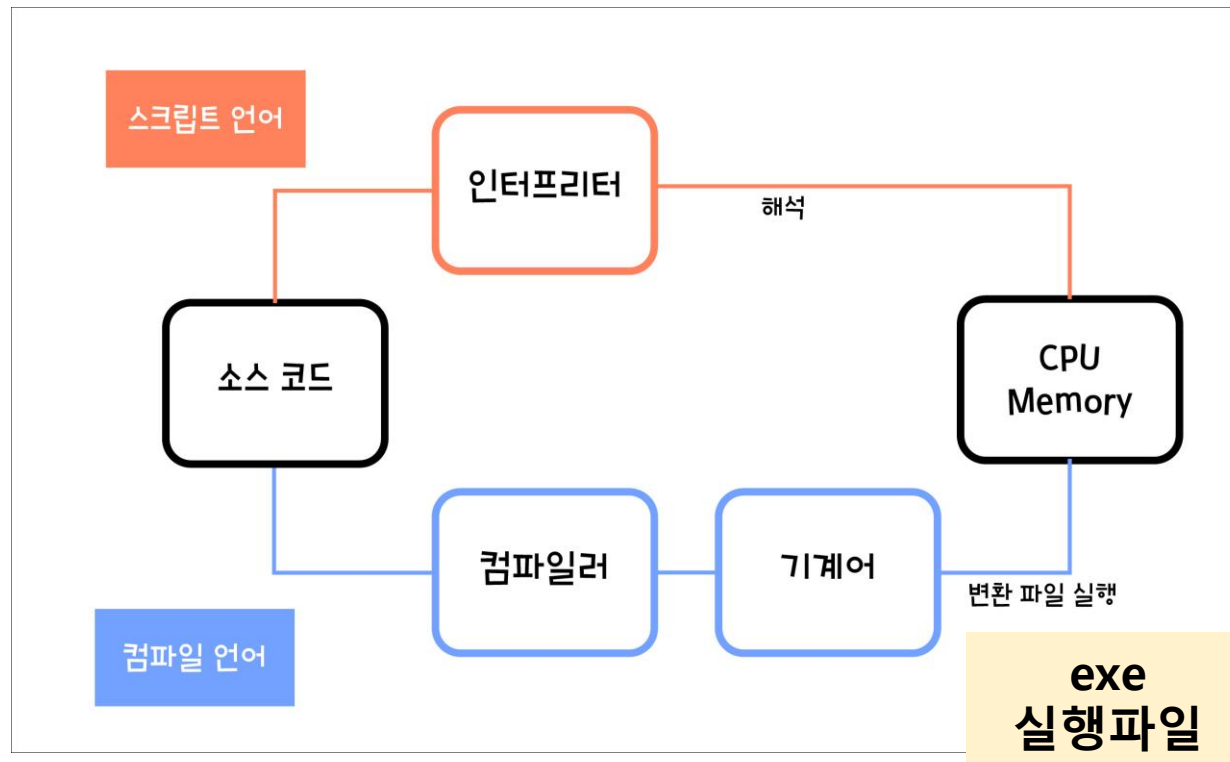 스크립트 언어
인터프리터
해석
소스 코드
CPU
Memory
컴파일러
기계어
변환 파일 실행
컴파일 언어
exe
실행파일